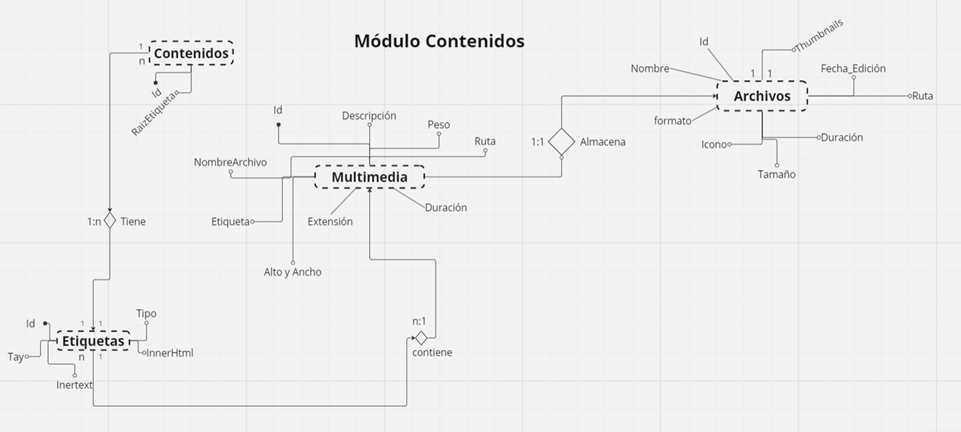 Módulo Contenidos
1
n
Contenidos
Id
RaizEtiqueta
1:n
Tiene
Id
Tipo
1
1
Etiquetas
n
1
Tay
InnerHtml
Inertext
n:1
contiene
Id
Descripción
Peso
Ruta
NombreArchivo
Multimedia
Etiqueta
Extensión
Duración
Alto y Ancho
1:1
Almacena
Id
Thumbnails
Nombre
1
1
Fecha_Edición
Archivos
Ruta
formato
Icono
Duración
Tamaño